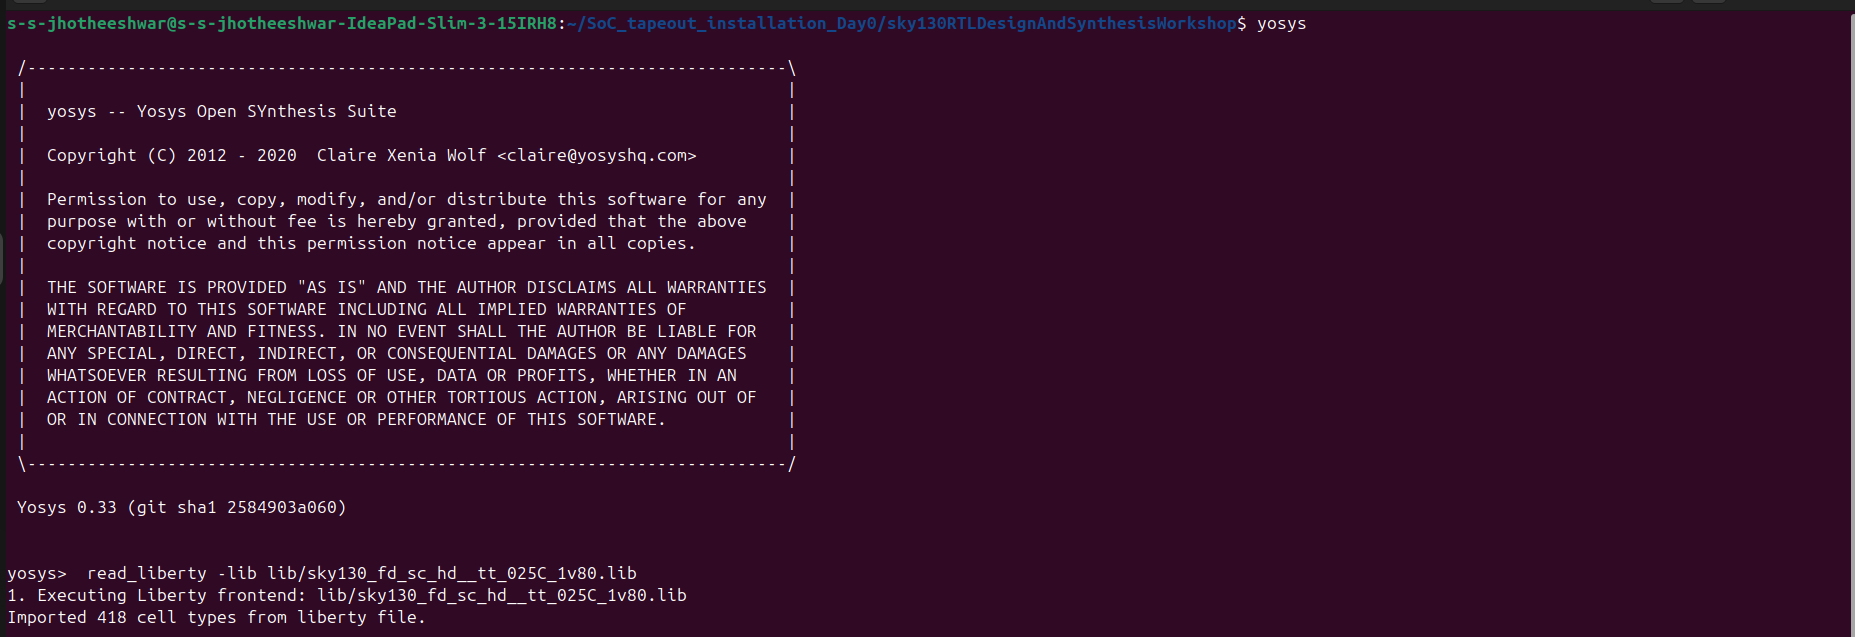 s-s-jhotheeshwar@s-s-jhotheeshwar-IdeaPad-Slim-3-15IRH8:~/SoC_tapeout_installation_Day0/sky130RTLDesignAndSynthesisWorkshop$ yosys
/----------------------------------------------------------------------------\
|                                                                            |
|  yosys -- Yosys Open SYnthesis Suite                                       |
|                                                                            |
|  Copyright (C) 2012 - 2020  Claire Xenia Wolf <claire@yosyshq.com>         |
|                                                                            |
|  Permission to use, copy, modify, and/or distribute this software for any  |
|  purpose with or without fee is hereby granted, provided that the above    |
|  copyright notice and this permission notice appear in all copies.         |
|                                                                            |
|  THE SOFTWARE IS PROVIDED "AS IS" AND THE AUTHOR DISCLAIMS ALL WARRANTIES  |
|  WITH REGARD TO THIS SOFTWARE INCLUDING ALL IMPLIED WARRANTIES OF          |
|  MERCHANTABILITY AND FITNESS. IN NO EVENT SHALL THE AUTHOR BE LIABLE FOR   |
|  ANY SPECIAL, DIRECT, INDIRECT, OR CONSEQUENTIAL DAMAGES OR ANY DAMAGES    |
|  WHATSOEVER RESULTING FROM LOSS OF USE, DATA OR PROFITS, WHETHER IN AN     |
|  ACTION OF CONTRACT, NEGLIGENCE OR OTHER TORTIOUS ACTION, ARISING OUT OF   |
|  OR IN CONNECTION WITH THE USE OR PERFORMANCE OF THIS SOFTWARE.            |
|                                                                            |
\----------------------------------------------------------------------------/
Yosys 0.33 (git sha1 2584903a060)
yosys>  read_liberty -lib lib/sky130_fd_sc_hd__tt_025C_1v80.lib
1. Executing Liberty frontend: lib/sky130_fd_sc_hd__tt_025C_1v80.lib
Imported 418 cell types from liberty file.